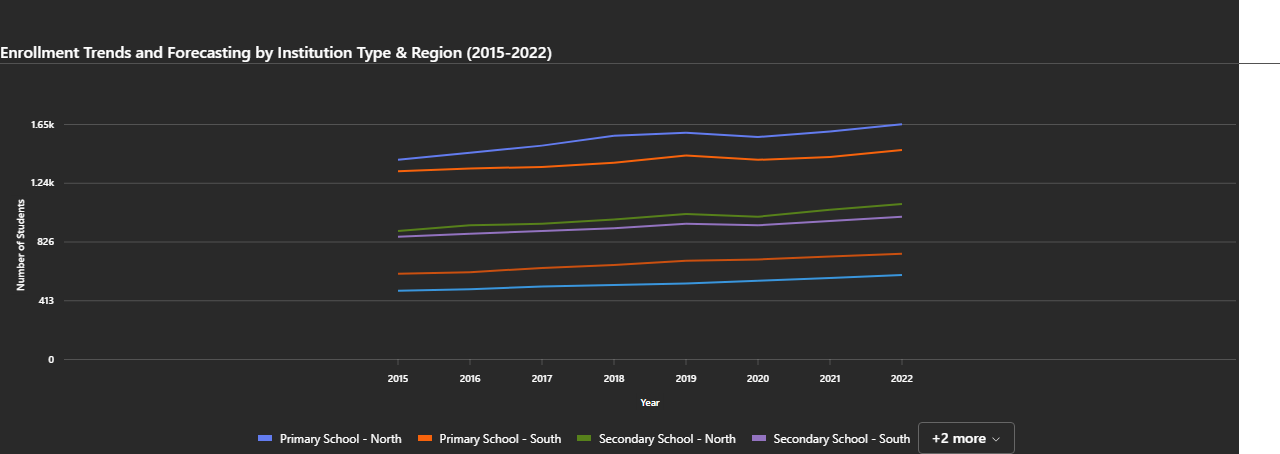 Enrollment Trends and Forecasting by Institution Type & Region (2015-2022)
1.65k
1.24k
826
413
0
Number of Students
2015 2016 2017 2018 2019 2020 2021 2022
Year
Primary School - North Primary School - South Secondary School - North Secondary School - South +2 more